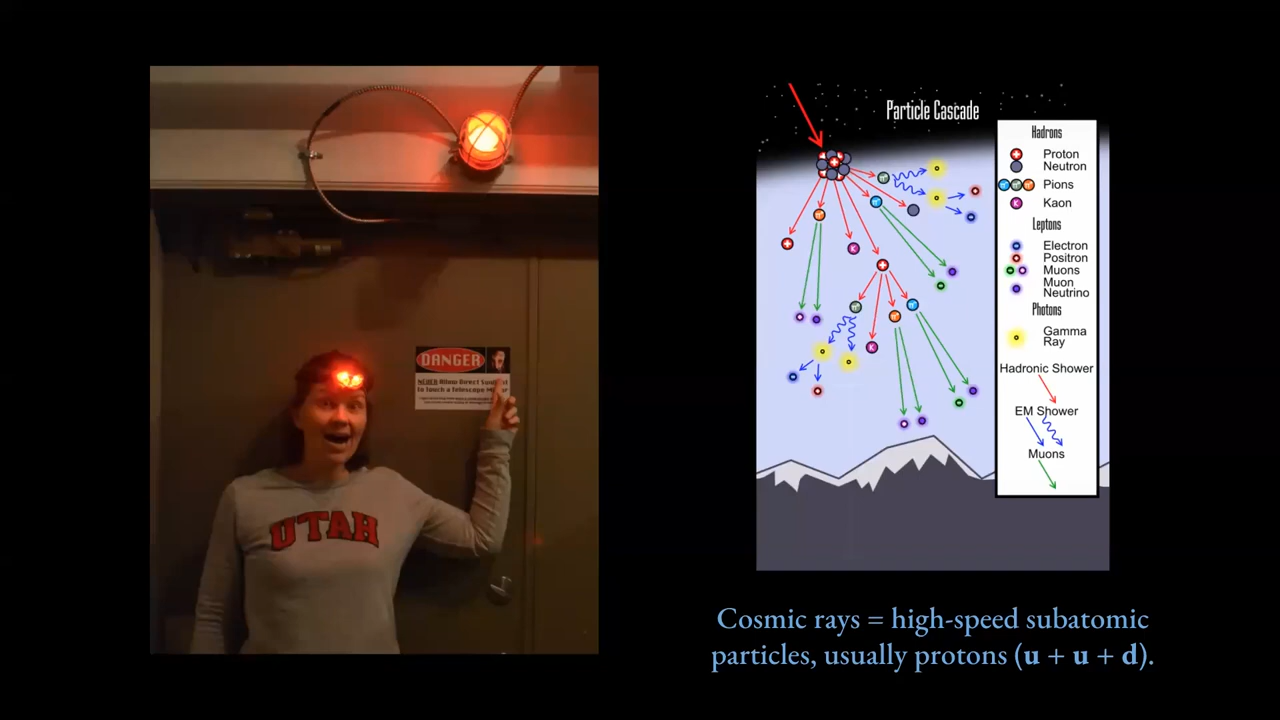 DANGER
NEVER Allow Direct Sunlight
to touch a Telescope Mirror
UTAH
Particle Cascade
Hadrons
Proton
Neutron
Pions
Kaon
Leptons
Electron
Positron
Muons
Muon
Neutrino
Photons
Gamma
Ray
Hadronic Shower
EM Shower
Muons
Cosmic rays = high-speed subatomic
particles, usually protons (u + u + d).